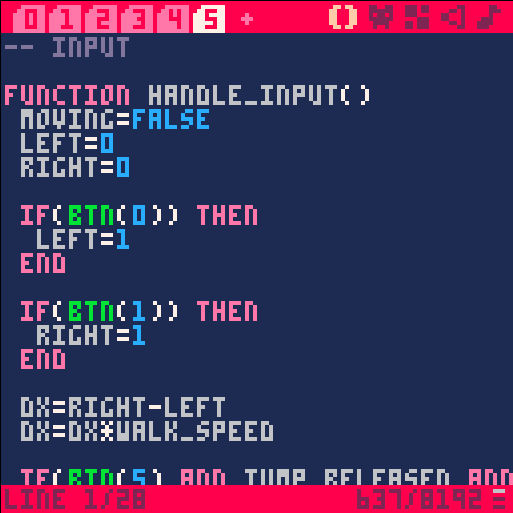 0 1 2 3 4 5 +
-- INPUT
FUNCTION HANDLE_INPUT()
MOVING=FALSE
LEFT=0
RIGHT=0
IF(BTN(0)) THEN
LEFT=1
END
IF(BTN(1)) THEN
RIGHT=1
END
DX=RIGHT-LEFT
DX=DX*WALK_SPEED
IF(BTN(5) AND JUMP_RELEASED AND
LINE 1/28 637/8192